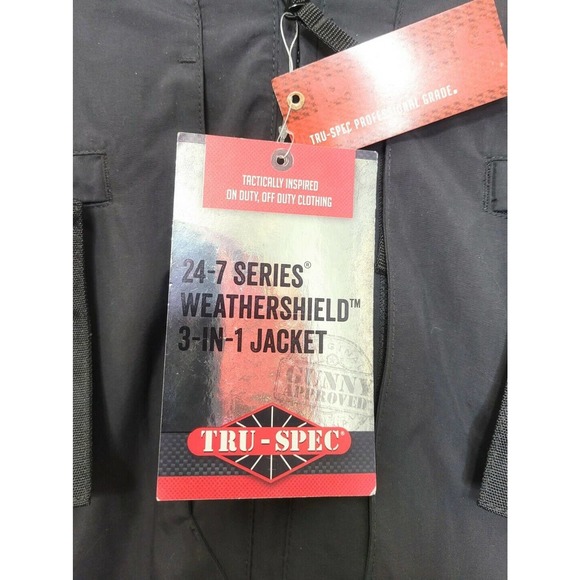 TRU-SPEC PROFESSIONAL GRADE.
TACTICALLY INSPIRED
ON DUTY, OFF DUTY CLOTHING
24-7 SERIES®
WEATHERSHIELD™
3-IN-1 JACKET
GUNNY
APPROVED
TRU-SPEC®